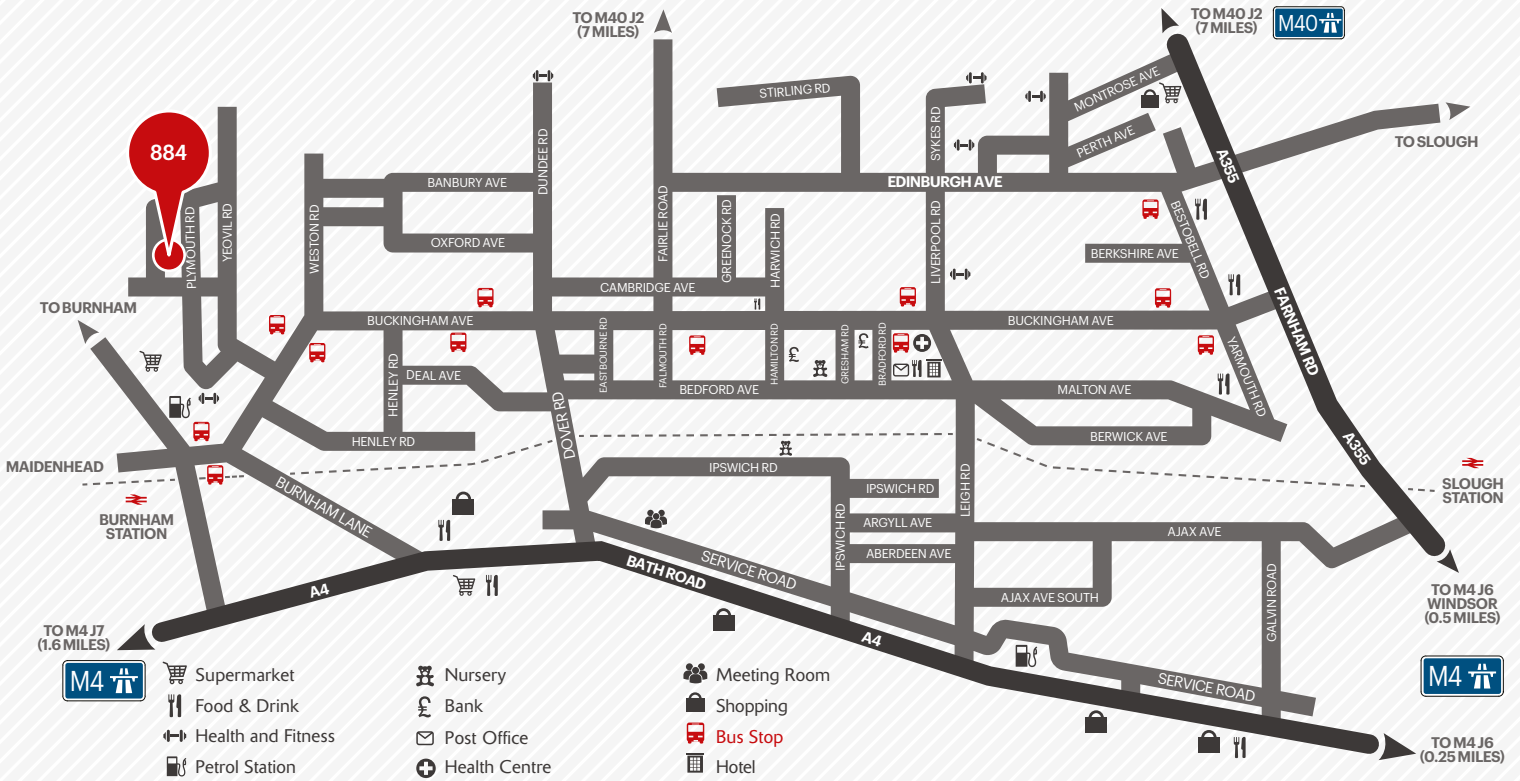 TO M40 J2
(7 MILES)
TO M40 J2
(7 MILES)
M40
STIRLING RD
MONTROSE AVE
SYKES RD
PERTH AVE
TO SLOUGH
884
DUNDEE RD
BANBURY AVE
EDINBURGH AVE
A355
PLYMOUTH RD
YEOVIL RD
WESTON RD
OXFORD AVE
FAIRLIE ROAD
GREENOCK RD
HARWICH RD
LIVERPOOL RD
BESTOBELL RD
BERKSHIRE AVE
CAMBRIDGE AVE
TO BURNHAM
BUCKINGHAM AVE
BUCKINGHAM AVE
FARNHAM RD
EASTBOURNE RD
FALMOUTH RD
HAMILTON RD
GRESHAM RD
BRADFORD RD
YARMOUTH RD
HENLEY RD
DEAL AVE
BEDFORD AVE
MALTON AVE
DOVER RD
HENLEY RD
BERWICK AVE
A355
MAIDENHEAD
IPSWICH RD
IPSWICH RD
LEIGH RD
SLOUGH
STATION
BURNHAM
STATION
BURNHAM LANE
IPSWICH RD
ARGYLL AVE
AJAX AVE
ABERDEEN AVE
SERVICE ROAD
BATH ROAD
A4
AJAX AVE SOUTH
GALVIN ROAD
TO M4 J6
WINDSOR
(0.5 MILES)
TO M4 J7
(1.6 MILES)
A4
M4
SERVICE ROAD
M4
TO M4 J6
(0.25 MILES)
Supermarket
Food & Drink
Health and Fitness
Petrol Station
Nursery
£ Bank
Post Office
Health Centre
Meeting Room
Shopping
Bus Stop
Hotel
£
£